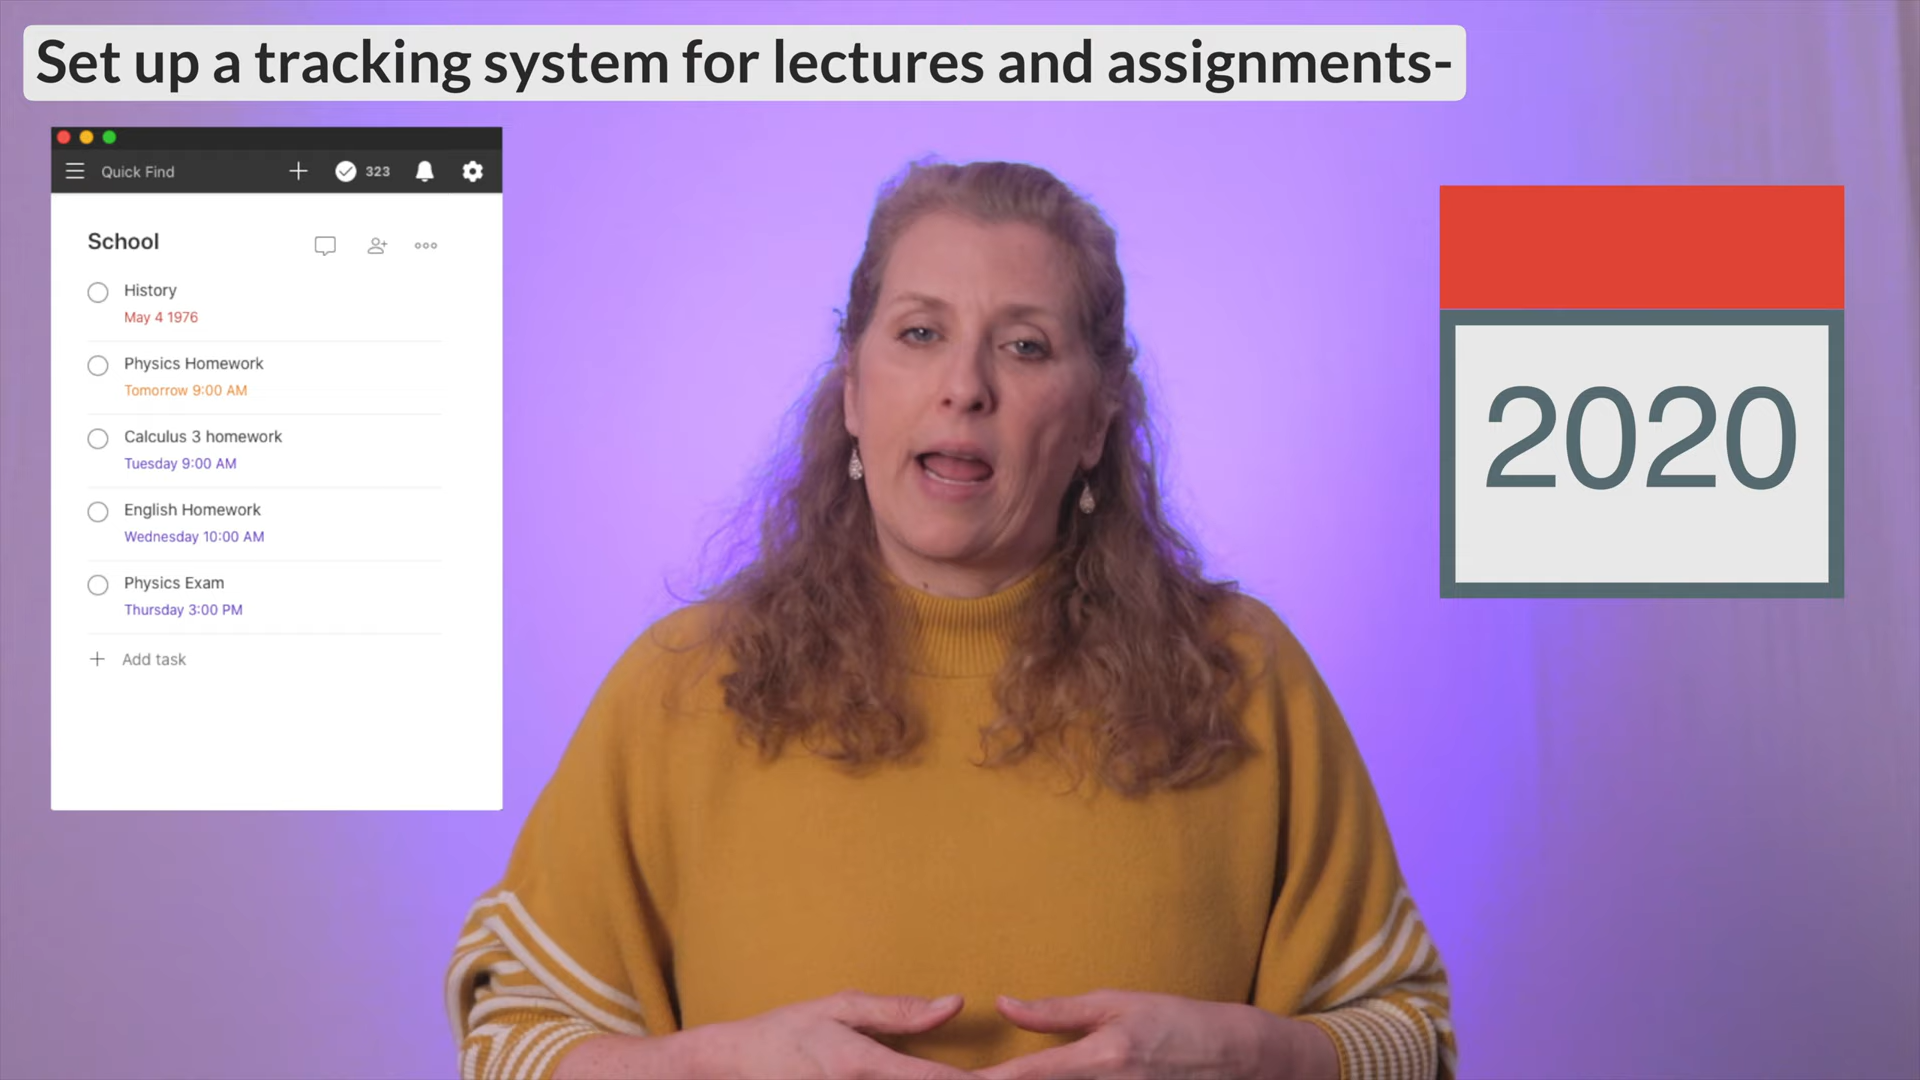 Set up a tracking system for lectures and assignments-
Quick Find
323
School
History
May 4 1976
Physics Homework
Tomorrow 9:00 AM
Calculus 3 homework
Tuesday 9:00 AM
English Homework
Wednesday 10:00 AM
Physics Exam
Thursday 3:00 PM
Add task
2020